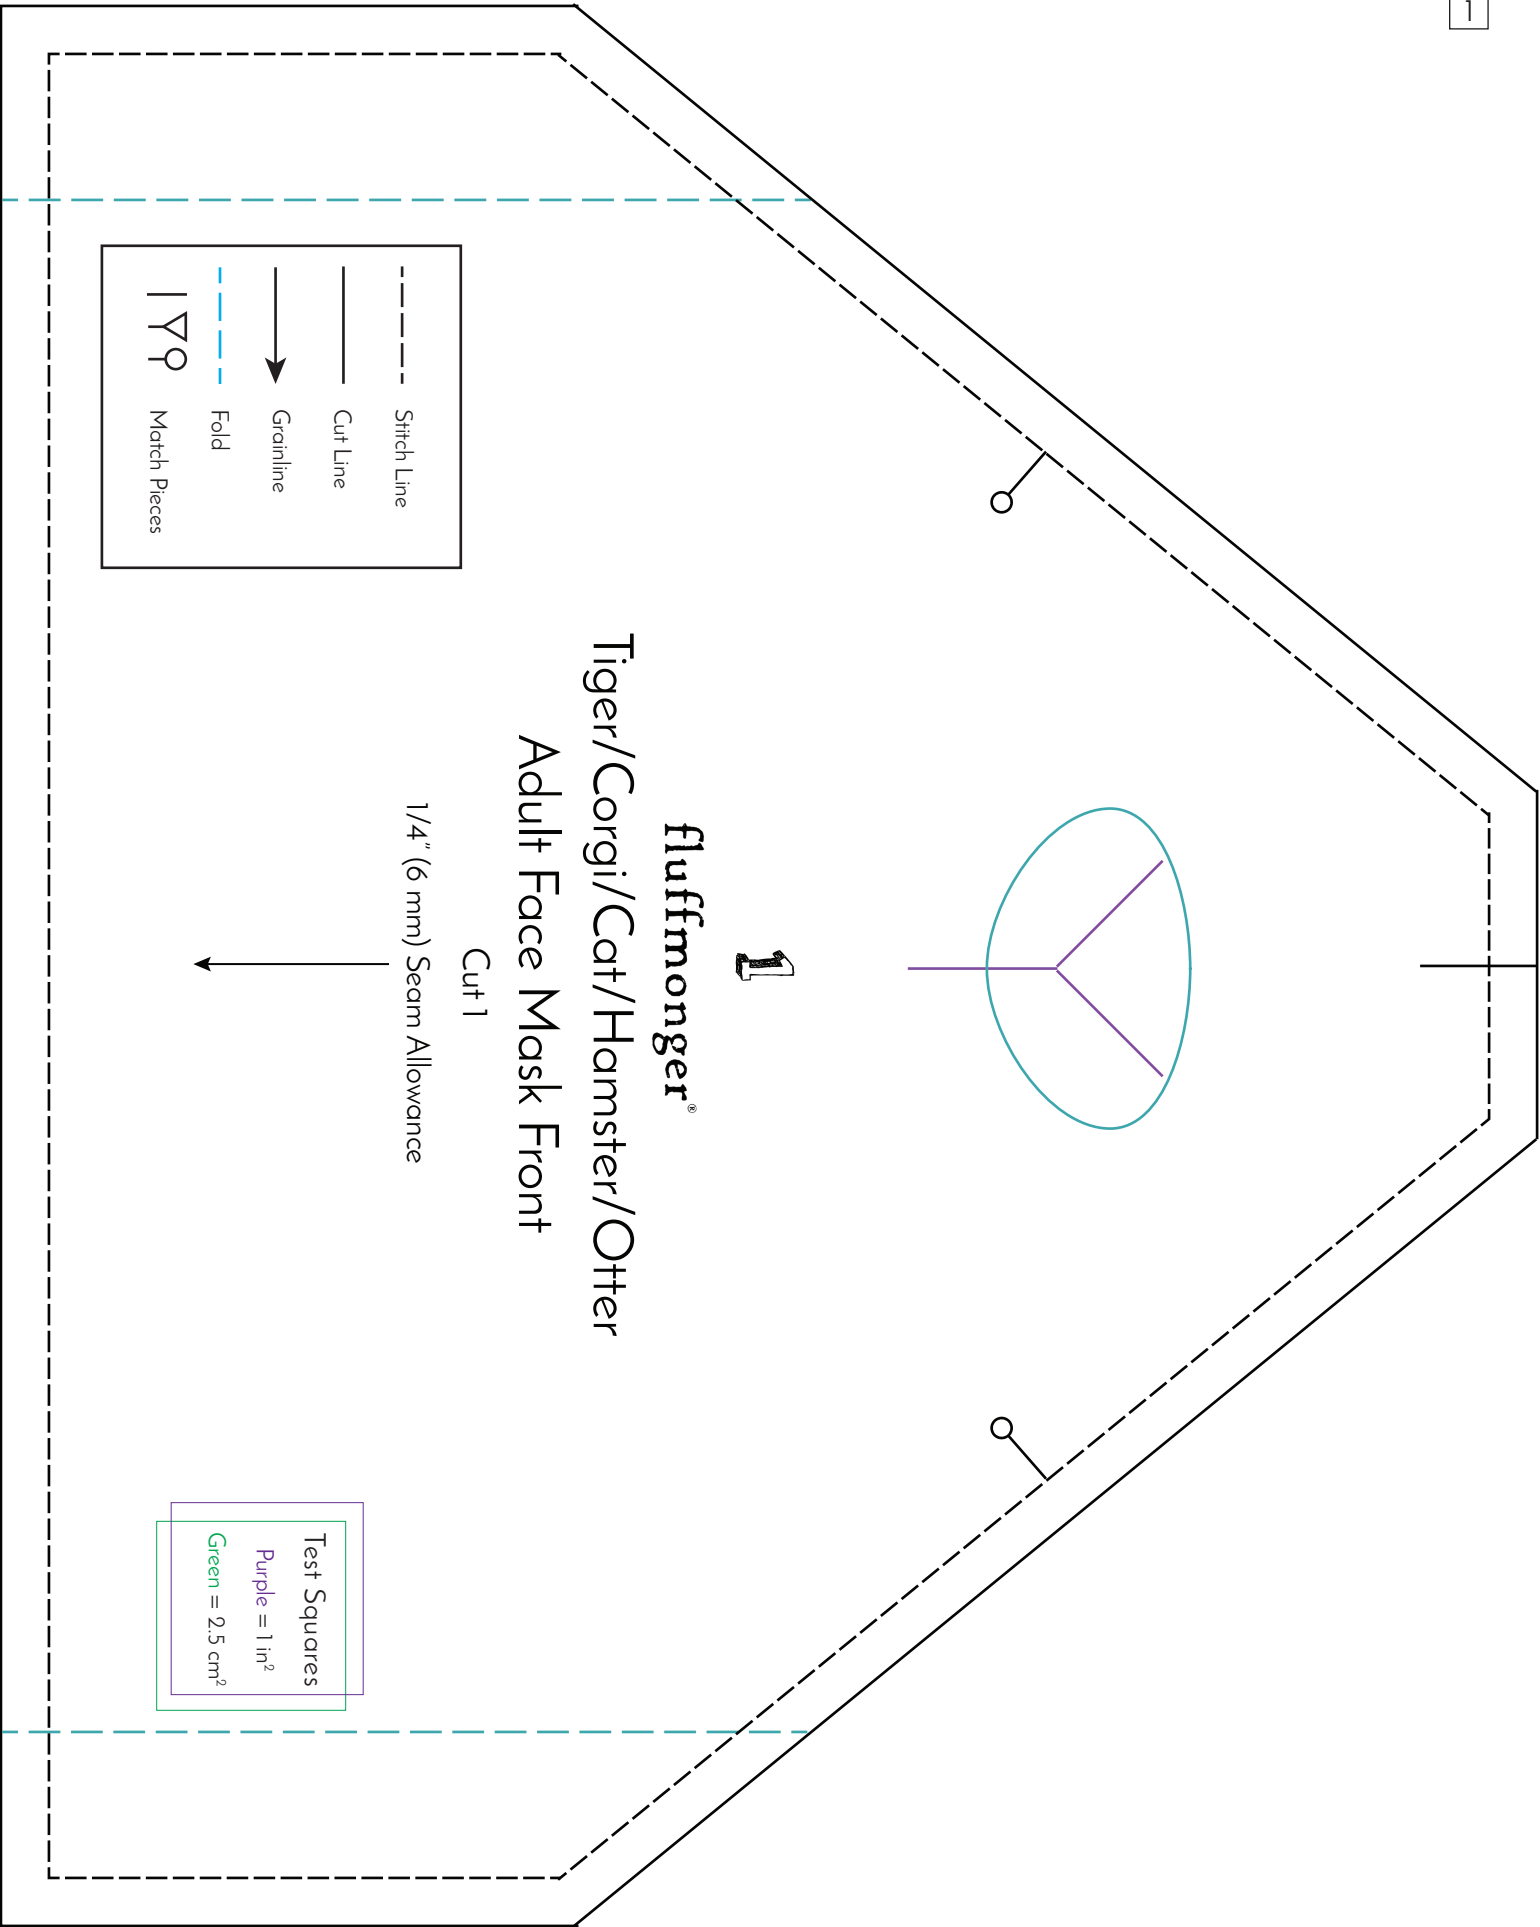 1
1
fluffmonger®
Tiger/Corgi/Cat/Hamster/Otter
Adult Face Mask Front
Cut 1
1/4" (6 mm) Seam Allowance
Stitch Line
Cut Line
Grainline
Fold
Match Pieces
Test Squares
Purple = 1 in²
Green = 2.5 cm²